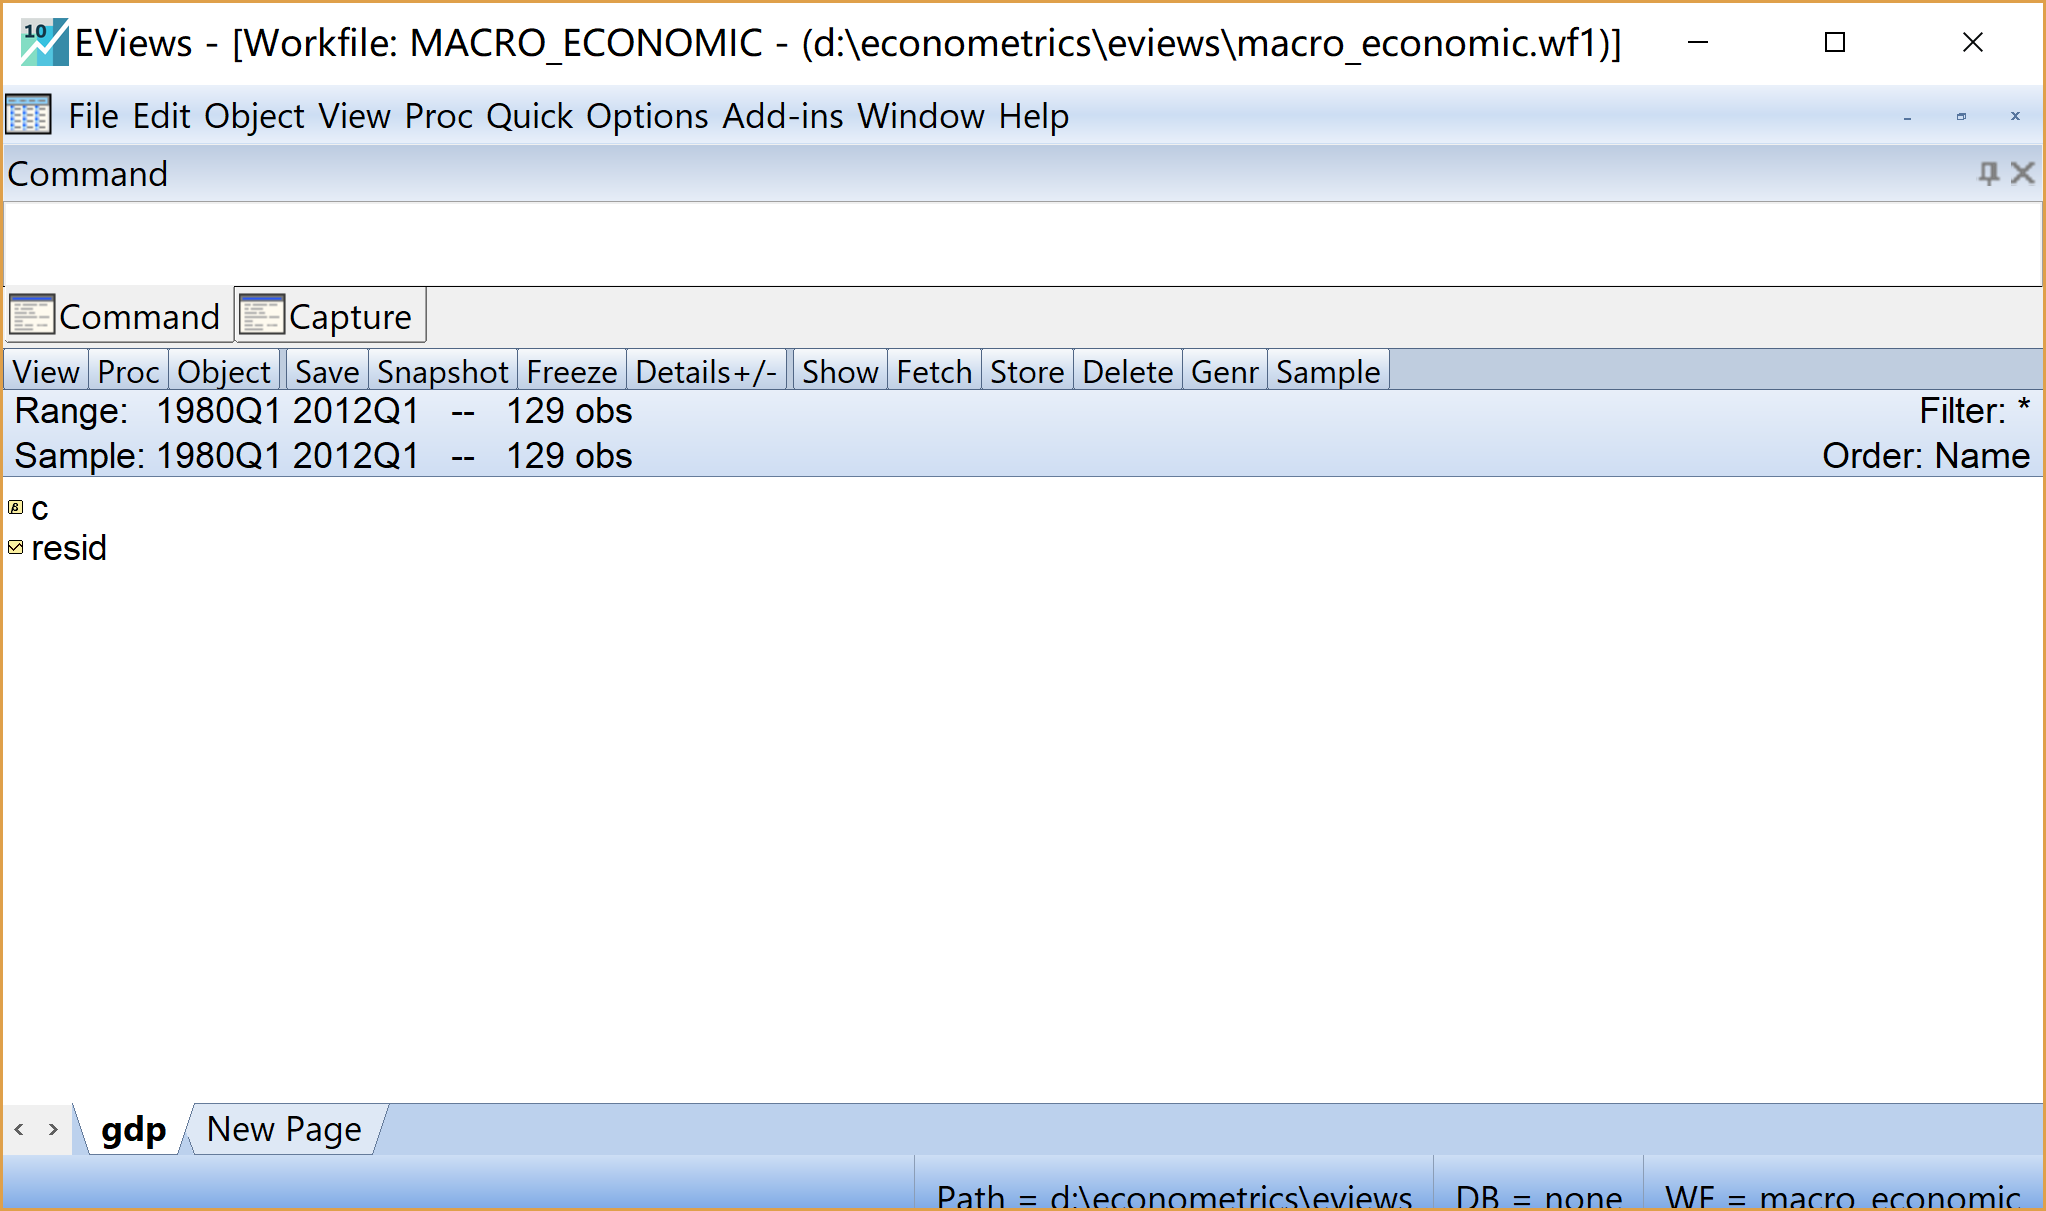 10 EViews - [Workfile: MACRO_ECONOMIC - (d:\econometrics\eviews\macro_economic.wf1)]
File Edit Object View Proc Quick Options Add-ins Window Help
Command
Command Capture
View Proc Object Save Snapshot Freeze Details+/- Show Fetch Store Delete Genr Sample
Range: 1980Q1 2012Q1 -- 129 obs Filter: *
Sample: 1980Q1 2012Q1 -- 129 obs Order: Name
β c
resid
gdp New Page
Path = d:\econometrics\eviews DB = none WF = macro_economic